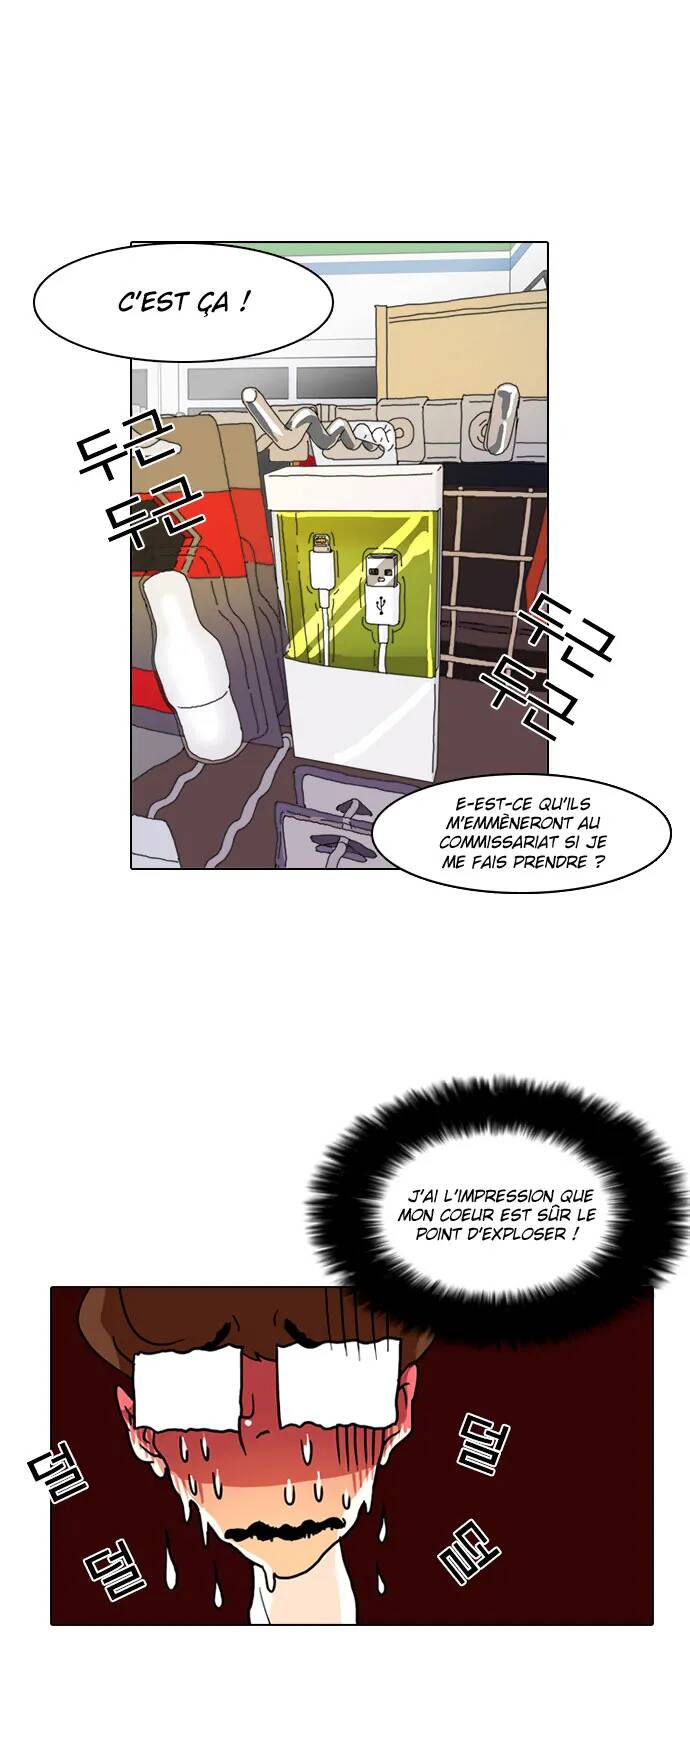 C'EST ÇA !
두근
두근
두근
두근
E-EST-CE QU'ILS
M'EMMÈNERONT AU
COMMISSARIAT SI JE
ME FAIS PRENDRE ?
J'AI L'IMPRESSION QUE
MON COEUR EST SÛR LE
POINT D'EXPLOSER !
덜
덜
덜
덜